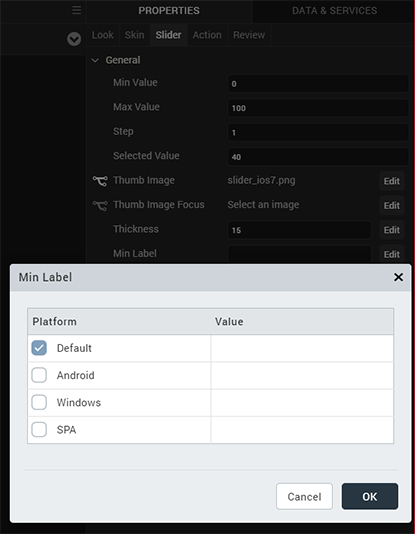 PROPERTIES DATA & SERVICES
Look Skin Slider Action Review
General
Min Value 0
Max Value 100
Step 1
Selected Value 40
Thumb Image slider_ios7.png Edit
Thumb Image Focus Select an image Edit
Thickness 15 Edit
Min Label Edit
Min Label
Platform Value
Default
Android
Windows
SPA
Cancel OK